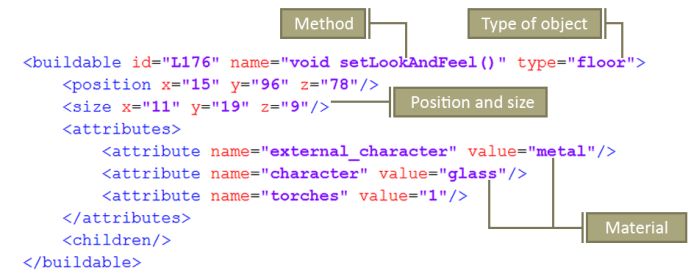 Method
Type of object
<buildable id="L176" name="void setLookAndFeel()" type="floor">
<position x="15" y="96" z="78"/>
<size x="11" y="19" z="9"/>
Position and size
<attributes>
<attribute name="external_character" value="metal"/>
<attribute name="character" value="glass"/>
<attribute name="torches" value="1"/>
</attributes>
Material
<children/>
</buildable>